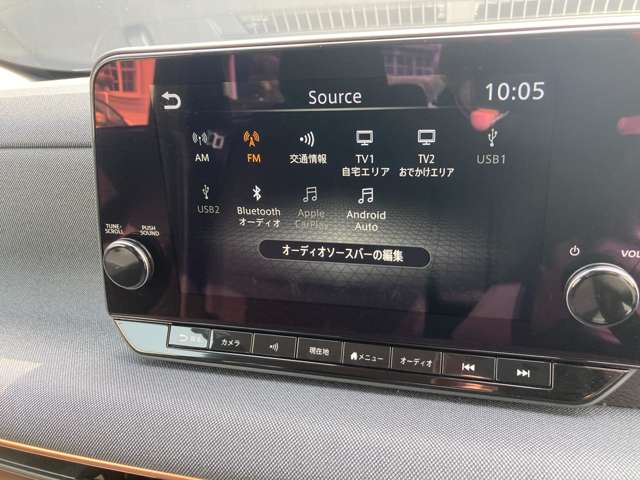 Source
10:05
AM
FM
交通情報
TV1
自宅エリア
TV2
おでかけエリア
USB1
USB2
Bluetooth
オーディオ
Apple
CarPlay
Android
Auto
オーディオソースバーの編集
TUNE・
SCROLL
PUSH
SOUND
VOL
カメラ
現在地
メニュー
オーディオ